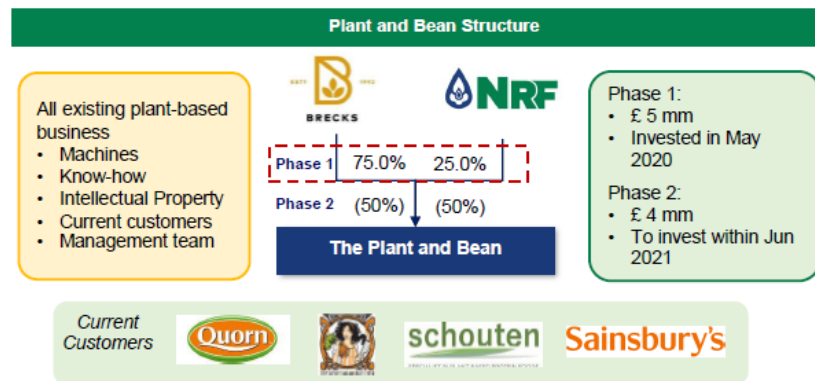 Plant and Bean Structure
All existing plant-based
business
• Machines
• Know-how
• Intellectual Property
• Current customers
• Management team
ESTD 1992
BRECKS
NRF
Phase 1 75.0% 25.0%
Phase 2 (50%) (50%)
The Plant and Bean
Phase 1:
• £ 5 mm
• Invested in May
2020
Phase 2:
• £ 4 mm
• To invest within Jun
2021
Current
Customers
Quorn
schouten
Sainsbury's